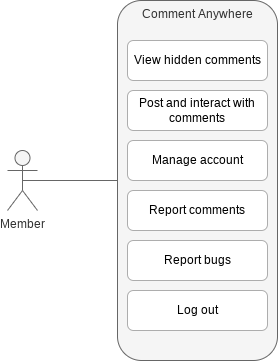 Comment Anywhere
View hidden comments
Post and interact with
comments
Manage account
Member
Report comments
Report bugs
Log out